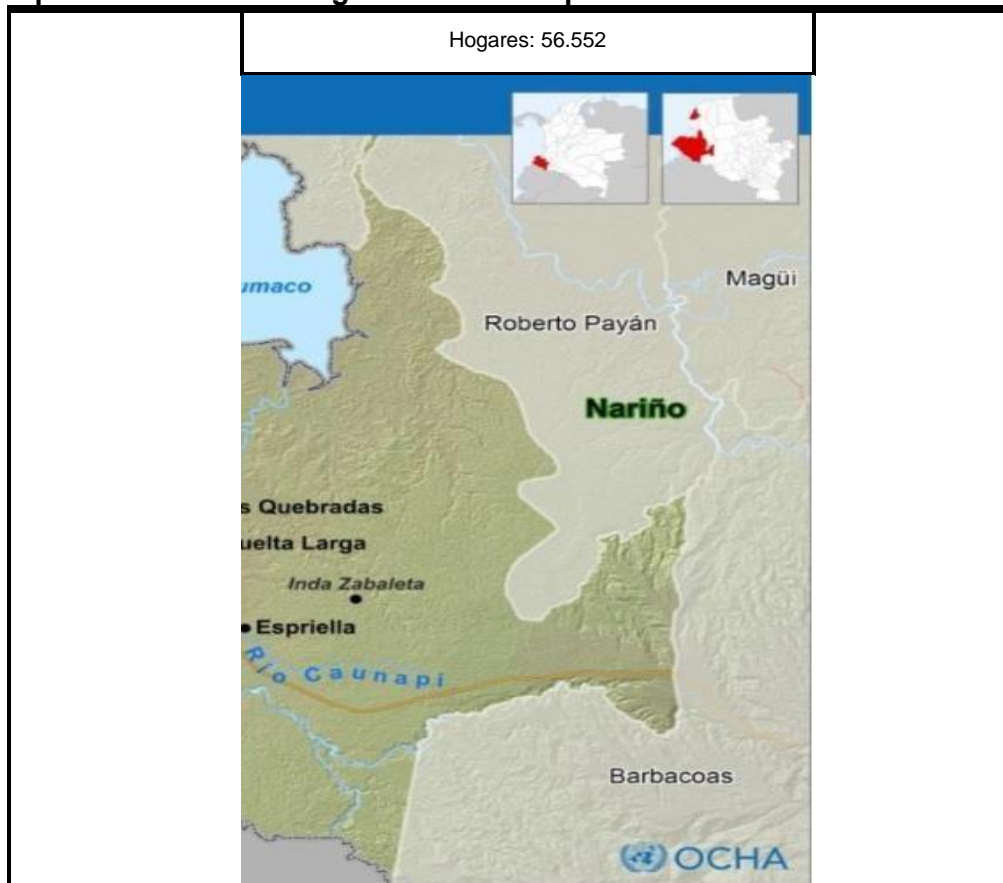 Hogares: 56.552
umaco
Magüi
Roberto Payán
Nariño
s Quebradas
uelta Larga
Inda Zabaleta
Espriella
Río Caunapi
Barbacoas
OCHA